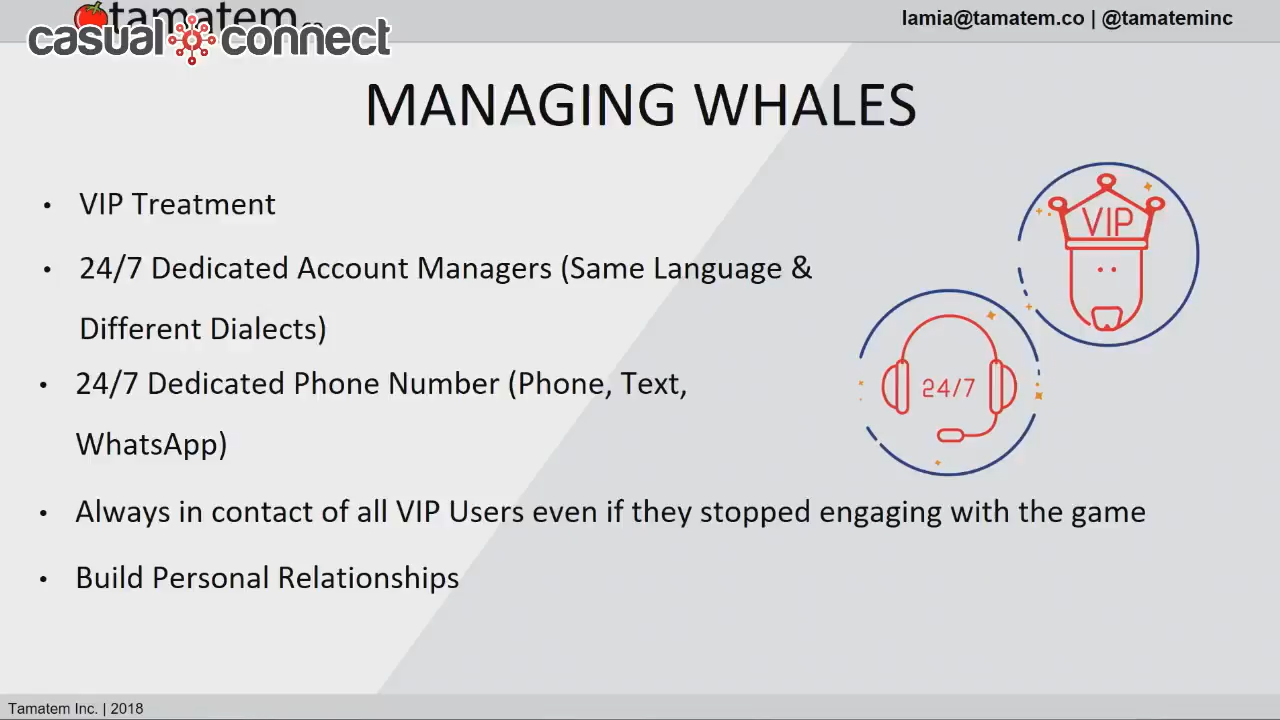 tamatem
casual connect
lamia@tamatem.co | @tamateminc
MANAGING WHALES
• VIP Treatment
• 24/7 Dedicated Account Managers (Same Language &
Different Dialects)
• 24/7 Dedicated Phone Number (Phone, Text,
WhatsApp)
• Always in contact of all VIP Users even if they stopped engaging with the game
• Build Personal Relationships
VIP
24/7
Tamatem Inc. | 2018